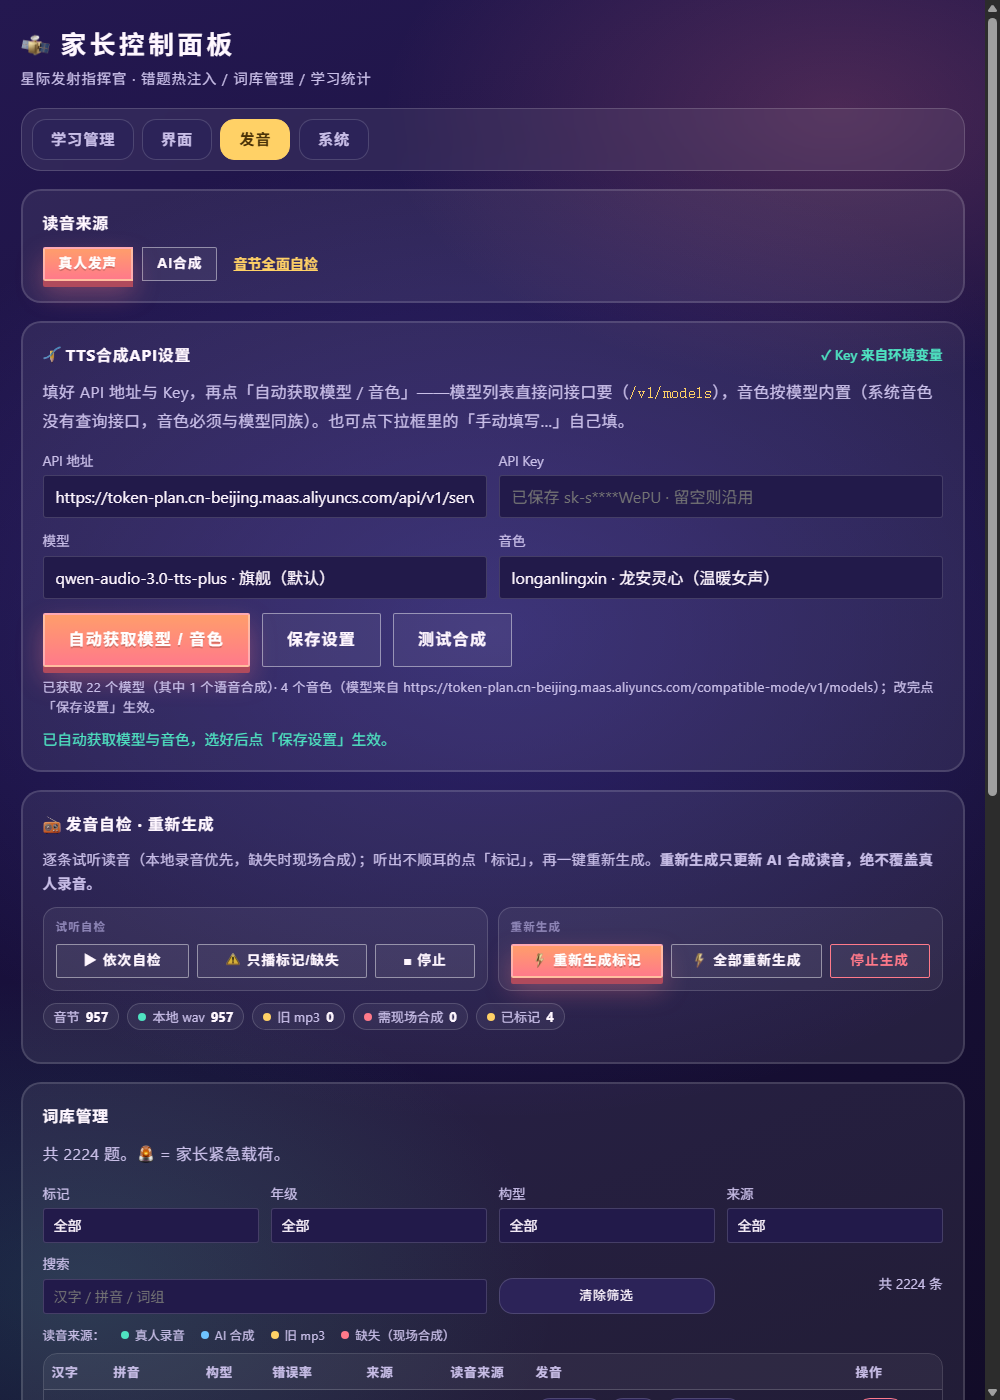 家长控制面板
星际发射指挥官 · 错题热注入 / 词库管理 / 学习统计
学习管理 界面 发音 系统
读音来源
真人发声 AI合成 音节全面自检
TTS合成API设置 ✓ Key 来自环境变量
填好 API 地址与 Key，再点「自动获取模型 / 音色」——模型列表直接问接口要（/v1/models），音色按模型内置（系统音色
没有查询接口，音色必须与模型同族）。也可点下拉框里的「手动填写…」自己填。
API 地址 API Key
https://token-plan.cn-beijing.maas.aliyuncs.com/api/v1/serv 已保存 sk-s****WePU · 留空则沿用
模型 音色
qwen-audio-3.0-tts-plus · 旗舰（默认） longanlingxin · 龙安灵心（温暖女声）
自动获取模型 / 音色 保存设置 测试合成
已获取 22 个模型（其中 1 个语音合成）· 4 个音色（模型来自 https://token-plan.cn-beijing.maas.aliyuncs.com/compatible-mode/v1/models）；改完点
「保存设置」生效。
已自动获取模型与音色，选好后点「保存设置」生效。
发音自检 · 重新生成
逐条试听读音（本地录音优先，缺失时现场合成）；听出不顺耳的点「标记」，再一键重新生成。重新生成只更新 AI 合成读音，绝不覆盖真
人录音。
试听自检 重新生成
▶ 依次自检 ⚠ 只播标记/缺失 ■ 停止 ⚡ 重新生成标记 ⚡ 全部重新生成 停止生成
音节 957 本地 wav 957 旧 mp3 0 需现场合成 0 已标记 4
词库管理
共 2224 题。🚨 = 家长紧急载荷。
标记 年级 构型 来源
全部 全部 全部 全部
搜索
汉字 / 拼音 / 词组 清除筛选 共 2224 条
读音来源： 真人录音 AI 合成 旧 mp3 缺失（现场合成）
汉字 拼音 构型 错误率 来源 读音来源 发音 操作